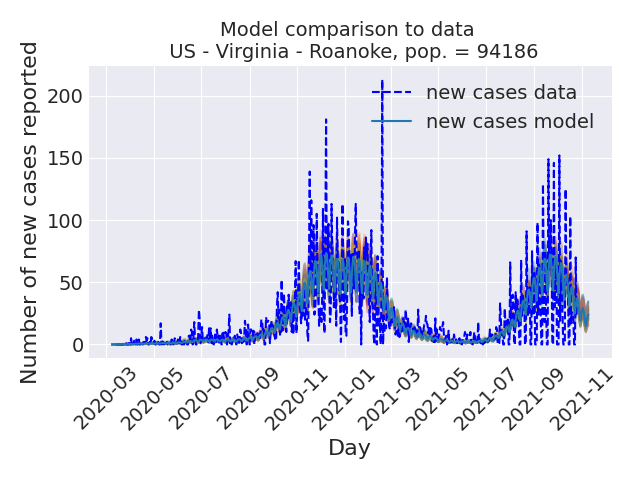 Model comparison to data
US - Virginia - Roanoke, pop. = 94186
Number of new cases reported
200
150
100
50
0
new cases data
new cases model
2020-03
2020-05
2020-07
2020-09
2020-11
2021-01
2021-03
2021-05
2021-07
2021-09
2021-11
Day